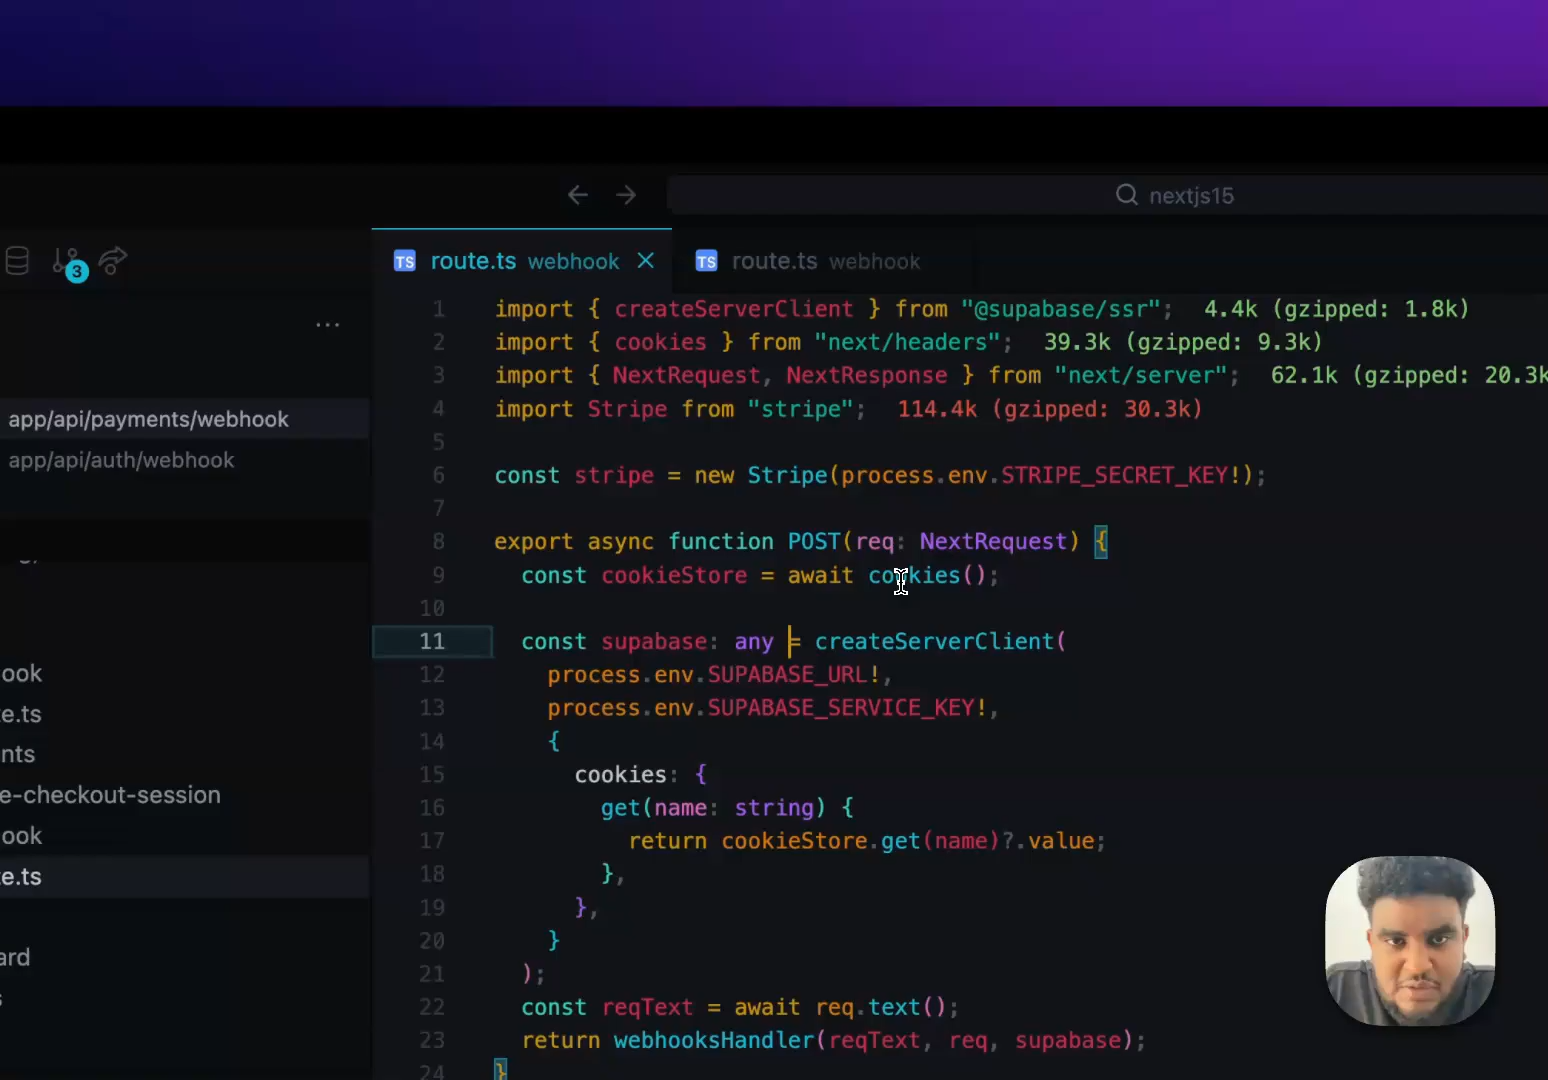 nextjs15
3
route.ts webhook
route.ts webhook
...
app/api/payments/webhook
app/api/auth/webhook
ook
e.ts
nts
e-checkout-session
ook
e.ts
ard
1 import { createServerClient } from "@supabase/ssr"; 4.4k (gzipped: 1.8k)
2 import { cookies } from "next/headers"; 39.3k (gzipped: 9.3k)
3 import { NextRequest, NextResponse } from "next/server"; 62.1k (gzipped: 20.3k
4 import Stripe from "stripe"; 114.4k (gzipped: 30.3k)
5
6 const stripe = new Stripe(process.env.STRIPE_SECRET_KEY!);
7
8 export async function POST(req: NextRequest) {
9 const cookieStore = await cookies();
10
11 const supabase: any = createServerClient(
12 process.env.SUPABASE_URL!,
13 process.env.SUPABASE_SERVICE_KEY!,
14 {
15 cookies: {
16 get(name: string) {
17 return cookieStore.get(name)?.value;
18 },
19 },
20 }
21 );
22 const reqText = await req.text();
23 return webhooksHandler(reqText, req, supabase);
24 }